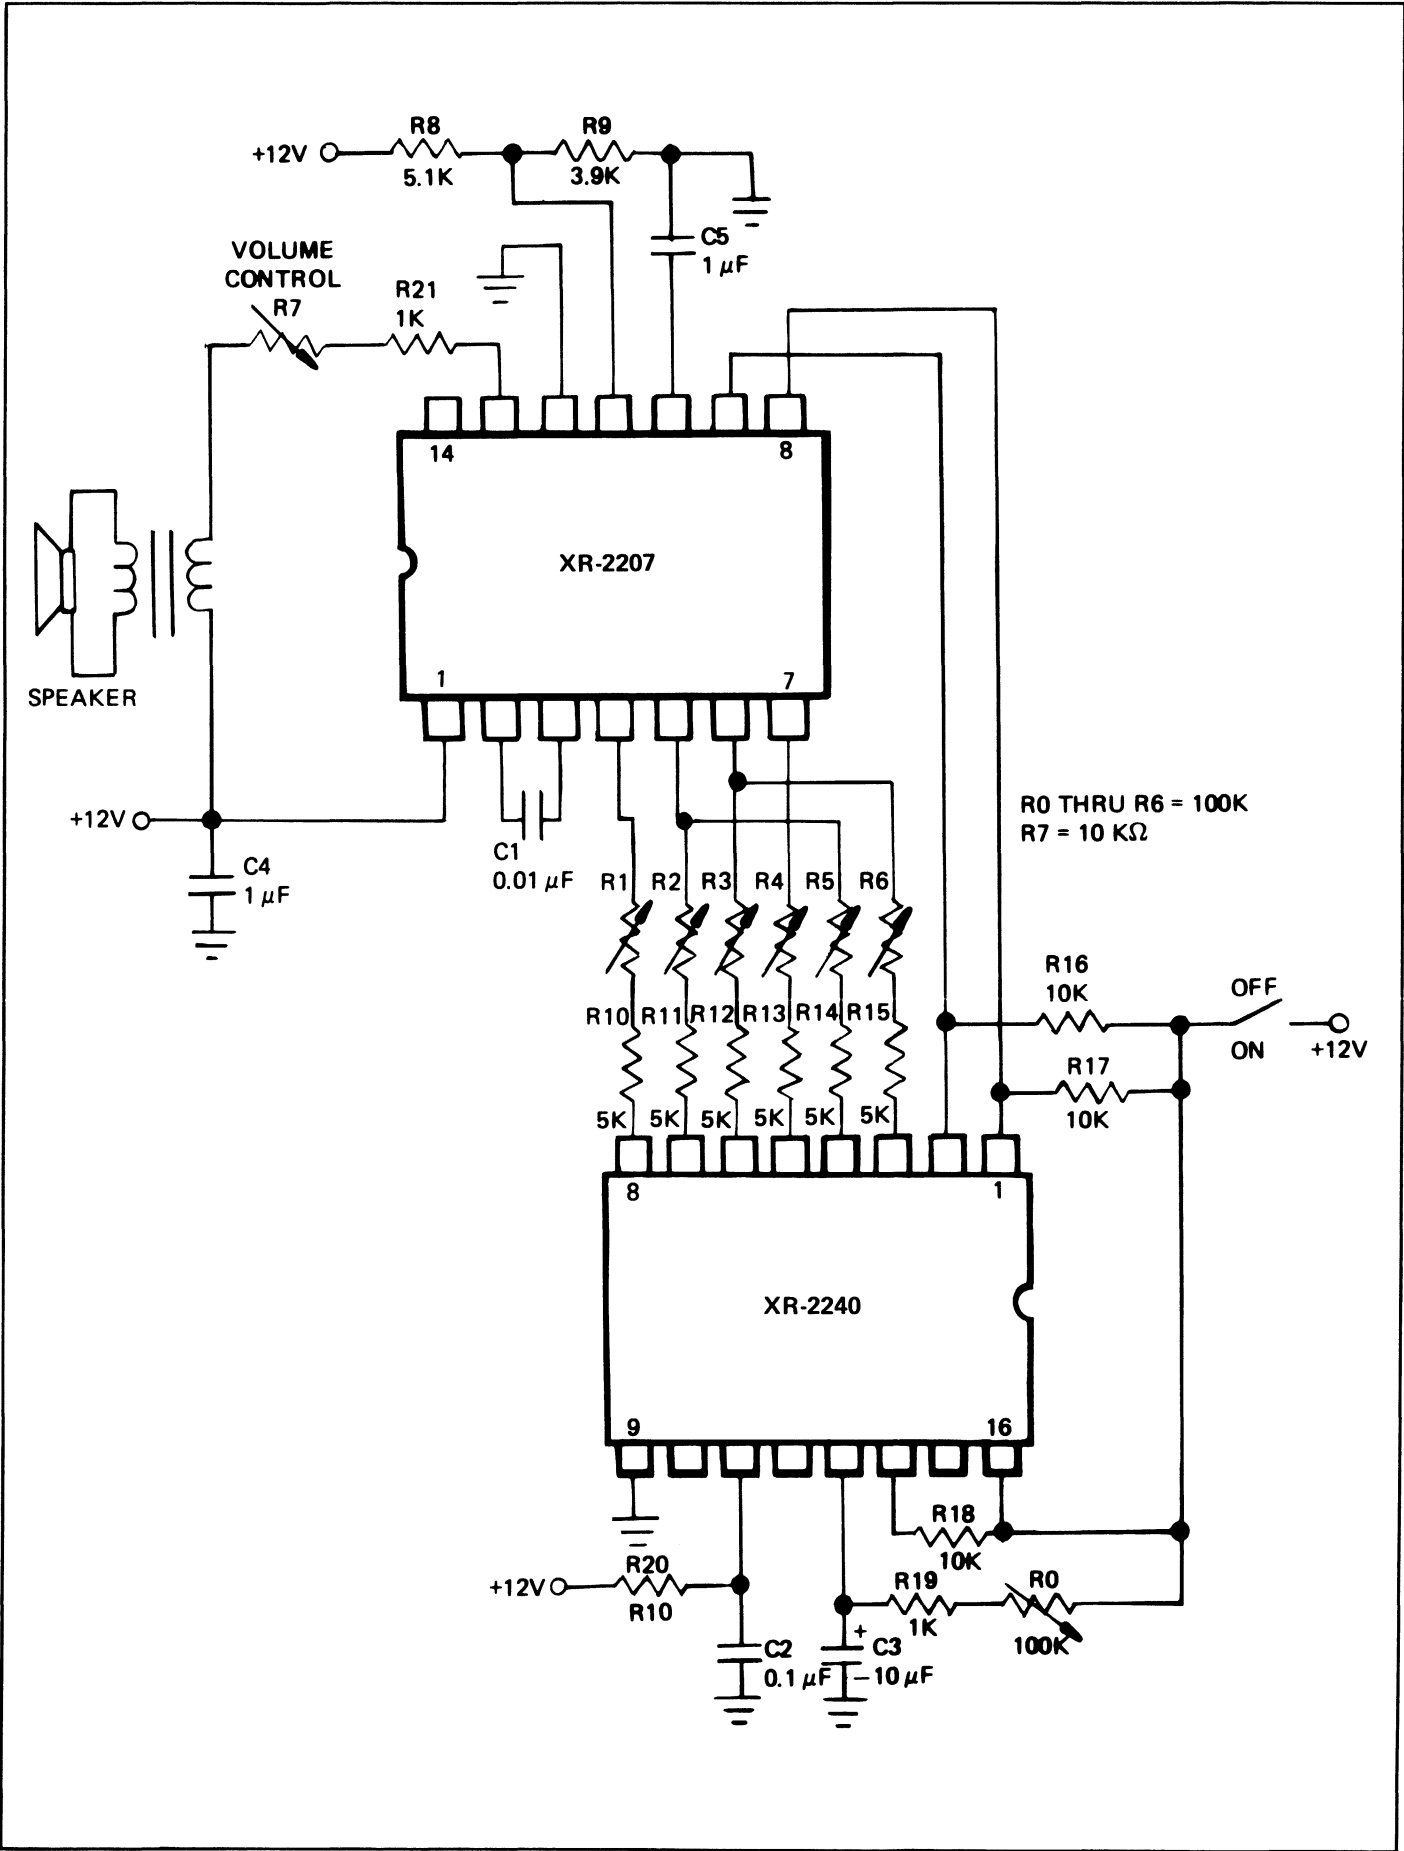 R8
R9
+12V
5.1K
3.9K
C5
1 µF
VOLUME
CONTROL
R7
R21
1K
14
8
XR-2207
1
7
SPEAKER
+12V
C4
1 µF
C1
0.01 µF
R0 THRU R6 = 100K
R7 = 10 KΩ
R1 R2 R3 R4 R5 R6
R10 R11 R12 R13 R14 R15
5K 5K 5K 5K 5K 5K
R16
10K
OFF
ON
+12V
R17
10K
8
1
XR-2240
9
16
R18
10K
R20
+12V
R10
R19
1K
R0
100K
C2
0.1 µF
+
C3
–10 µF